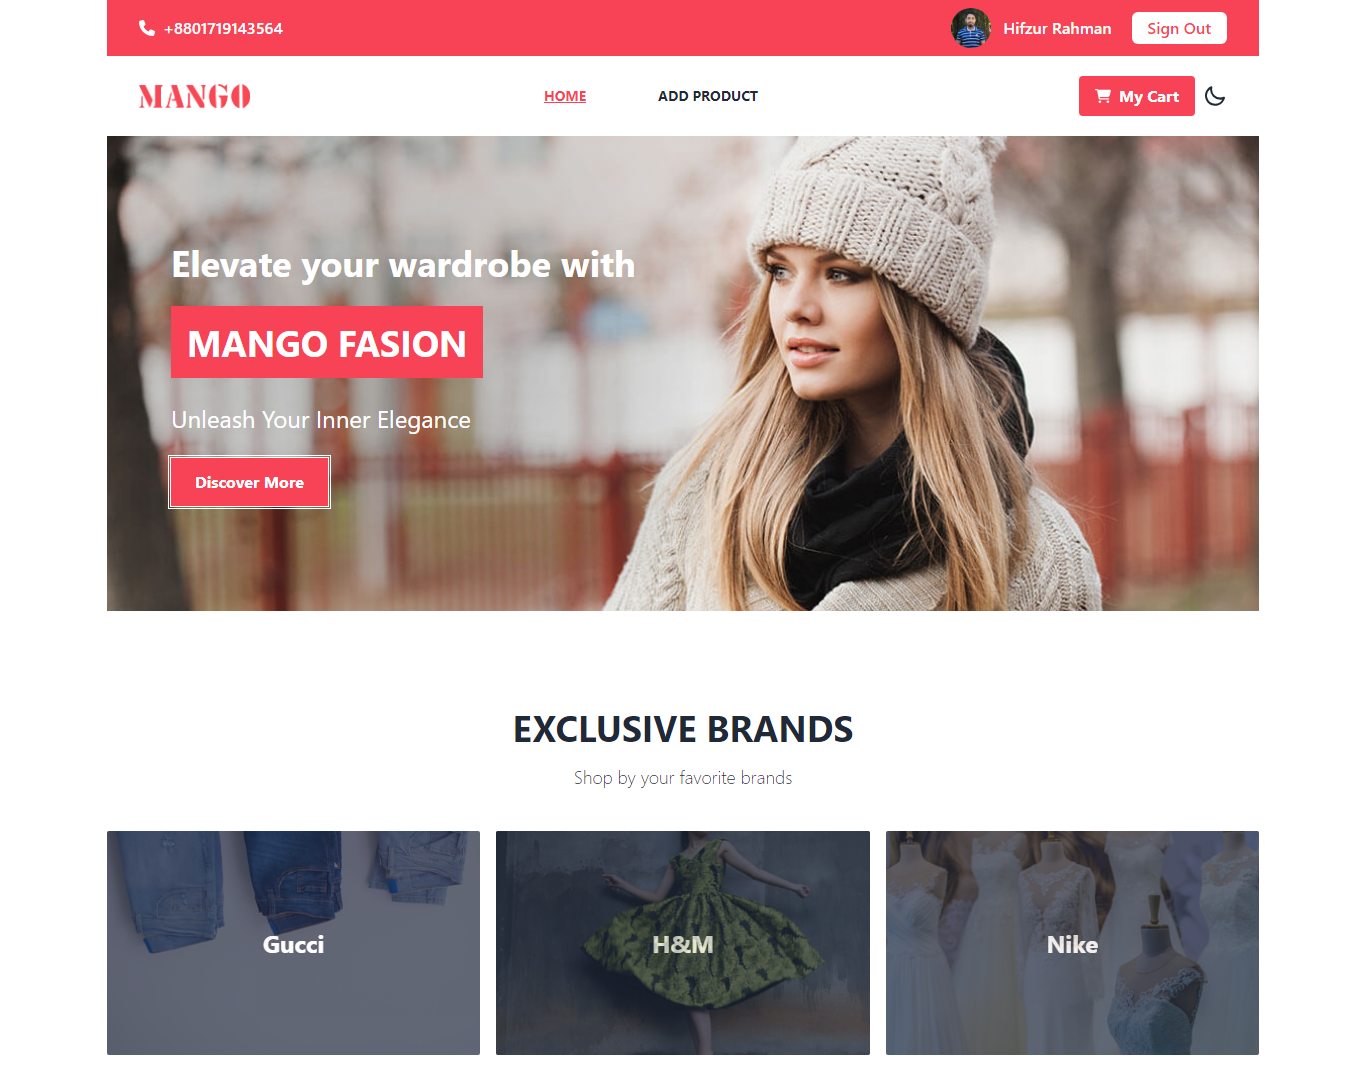 +8801719143564
Hifzur Rahman
Sign Out
MANGO
HOME
ADD PRODUCT
My Cart
Elevate your wardrobe with
MANGO FASION
Unleash Your Inner Elegance
Discover More
EXCLUSIVE BRANDS
Shop by your favorite brands
Gucci
H&M
Nike